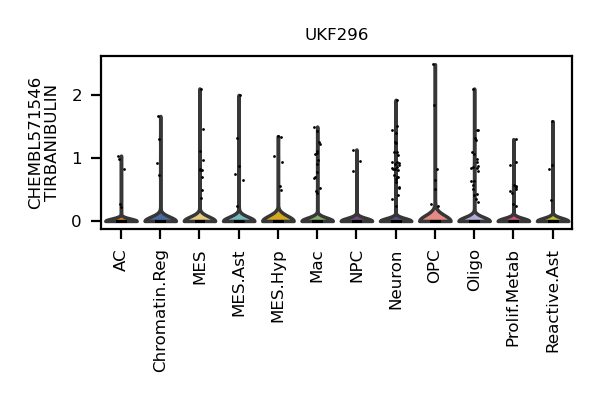 UKF296
CHEMBL571546
TIRBANIBULIN
2
1
0
AC
Chromatin.Reg
MES
MES.Ast
MES.Hyp
Mac
NPC
Neuron
OPC
Oligo
Prolif.Metab
Reactive.Ast